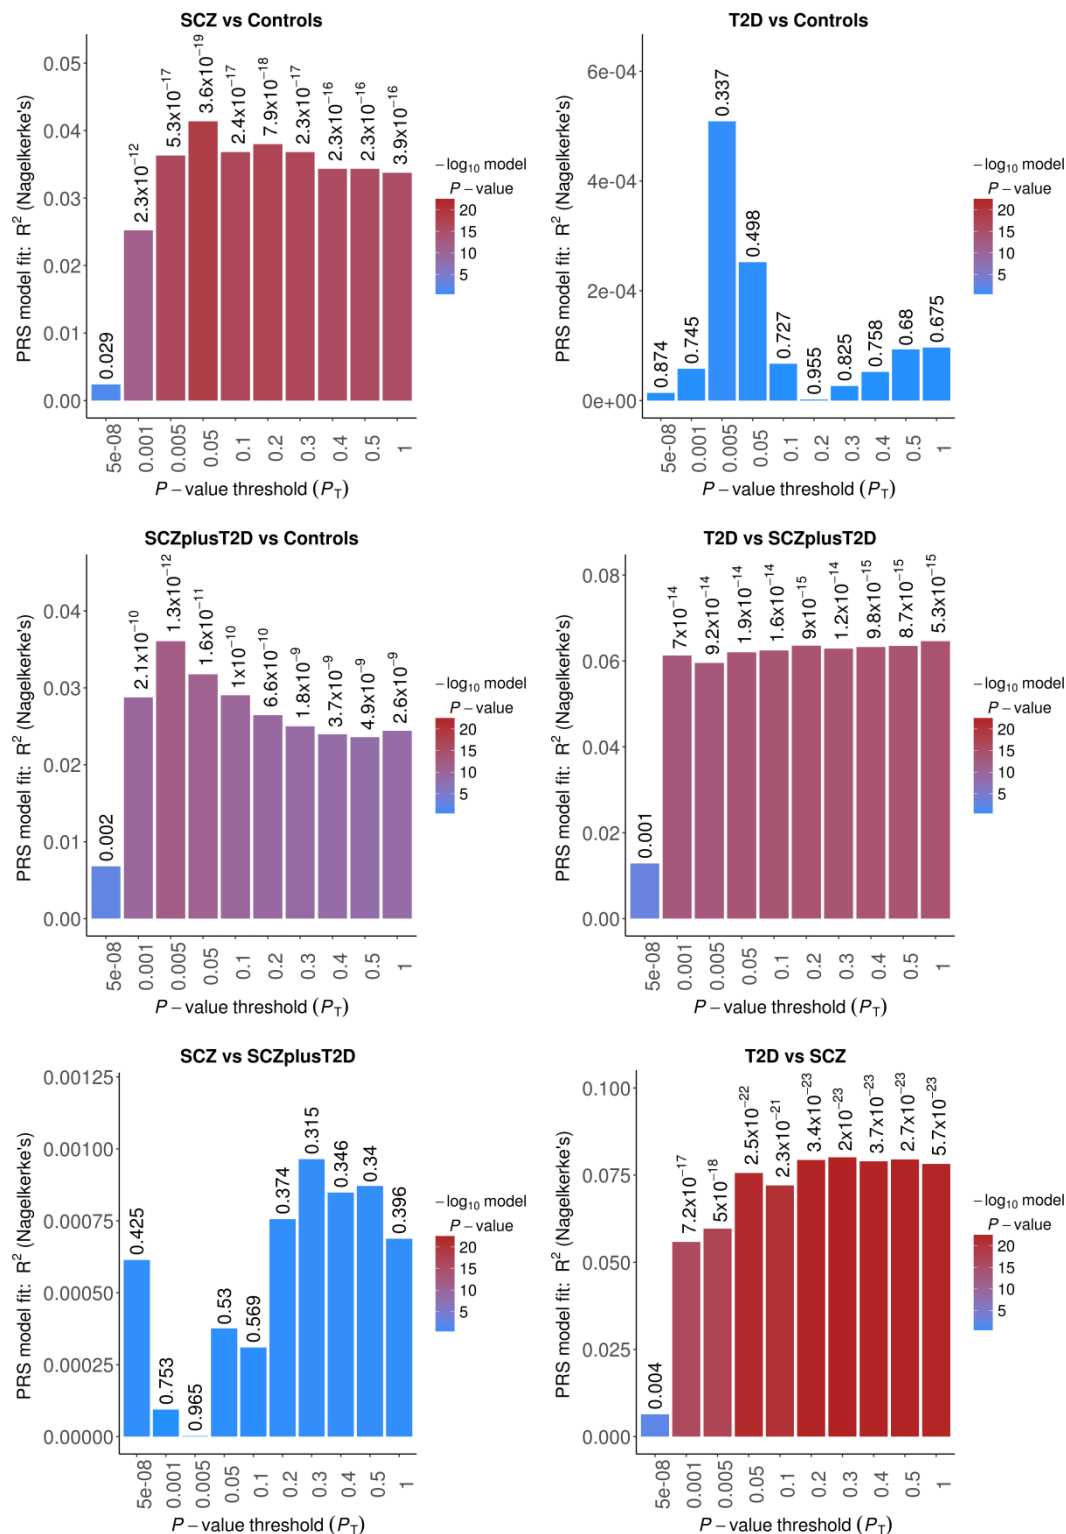 SCZ vs Controls
PRS model fit: R² (Nagelkerke's)
0.05
0.04
0.03
0.02
0.01
0.00
0.029
2.3x10⁻¹²
5.3x10⁻¹⁷
3.6x10⁻¹⁹
2.4x10⁻¹⁷
7.9x10⁻¹⁸
2.3x10⁻¹⁷
2.3x10⁻¹⁶
2.3x10⁻¹⁶
3.9x10⁻¹⁶
5e-08
0.001
0.005
0.05
0.1
0.2
0.3
0.4
0.5
1
P – value threshold (P_T)
– log₁₀ model
P – value
20
15
10
5
T2D vs Controls
PRS model fit: R² (Nagelkerke's)
6e-04
4e-04
2e-04
0e+00
0.874
0.745
0.337
0.498
0.727
0.955
0.825
0.758
0.68
0.675
5e-08
0.001
0.005
0.05
0.1
0.2
0.3
0.4
0.5
1
P – value threshold (P_T)
– log₁₀ model
P – value
20
15
10
5
SCZplusT2D vs Controls
PRS model fit: R² (Nagelkerke's)
0.04
0.03
0.02
0.01
0.00
0.002
2.1x10⁻¹⁰
1.3x10⁻¹²
1.6x10⁻¹¹
1x10⁻¹⁰
6.6x10⁻¹⁰
1.8x10⁻⁹
3.7x10⁻⁹
4.9x10⁻⁹
2.6x10⁻⁹
5e-08
0.001
0.005
0.05
0.1
0.2
0.3
0.4
0.5
1
P – value threshold (P_T)
– log₁₀ model
P – value
20
15
10
5
T2D vs SCZplusT2D
PRS model fit: R² (Nagelkerke's)
0.08
0.06
0.04
0.02
0.00
0.001
7x10⁻¹⁴
9.2x10⁻¹⁴
1.9x10⁻¹⁴
1.6x10⁻¹⁴
9x10⁻¹⁵
1.2x10⁻¹⁴
9.8x10⁻¹⁵
8.7x10⁻¹⁵
5.3x10⁻¹⁵
5e-08
0.001
0.005
0.05
0.1
0.2
0.3
0.4
0.5
1
P – value threshold (P_T)
– log₁₀ model
P – value
20
15
10
5
SCZ vs SCZplusT2D
PRS model fit: R² (Nagelkerke's)
0.00125
0.00100
0.00075
0.00050
0.00025
0.00000
0.425
0.753
0.965
0.53
0.569
0.374
0.315
0.346
0.34
0.396
5e-08
0.001
0.005
0.05
0.1
0.2
0.3
0.4
0.5
1
P – value threshold (P_T)
– log₁₀ model
P – value
20
15
10
5
T2D vs SCZ
PRS model fit: R² (Nagelkerke's)
0.100
0.075
0.050
0.025
0.000
0.004
7.2x10⁻¹⁷
5x10⁻¹⁸
2.5x10⁻²²
2.3x10⁻²¹
3.4x10⁻²³
2x10⁻²³
3.7x10⁻²³
2.7x10⁻²³
5.7x10⁻²³
5e-08
0.001
0.005
0.05
0.1
0.2
0.3
0.4
0.5
1
P – value threshold (P_T)
– log₁₀ model
P – value
20
15
10
5